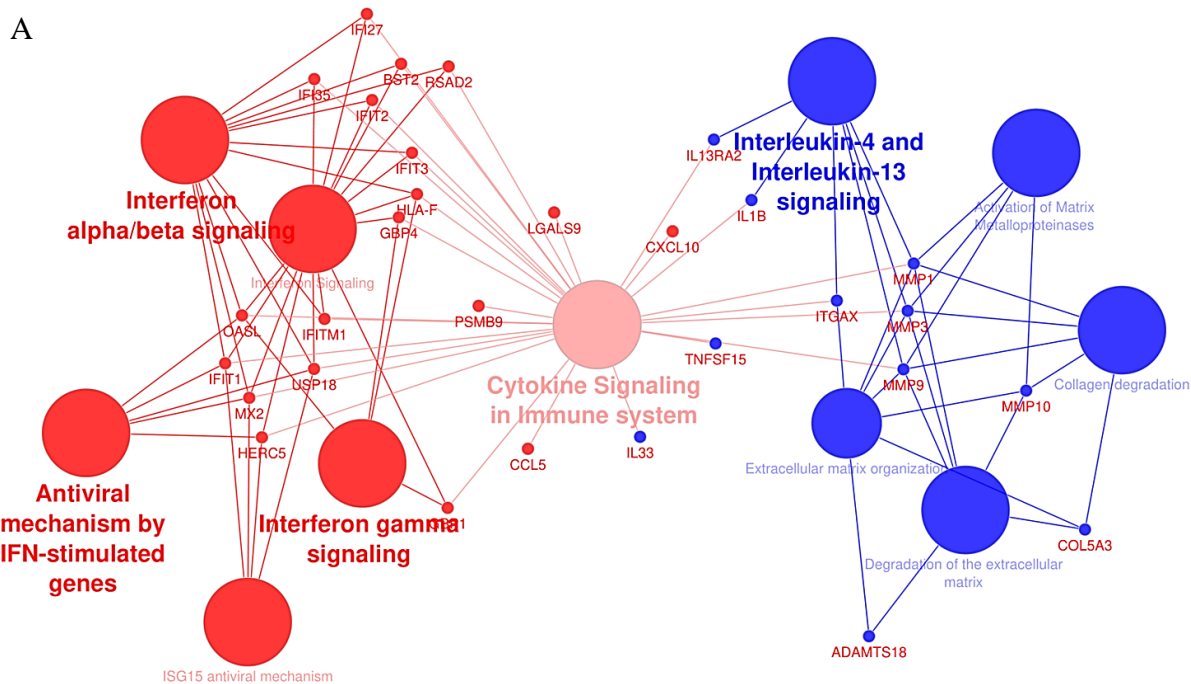 A
IFI27
BST2
RSAD2
IFI35
IFIT2
IFIT3
Interferon
alpha/beta signaling
HLA-F
GBP4
Interferon Signaling
LGALS9
CXCL10
IL13RA2
Interleukin-4 and
Interleukin-13
signaling
IL1B
Activation of Matrix
Metalloproteinases
MMP1
ITGAX
MMP3
PSMB9
OASL
IFITM1
TNFSF15
IFIT1
USP18
MX2
HERC5
Cytokine Signaling
in Immune system
MMP9
Collagen degradation
MMP10
CCL5
IL33
Extracellular matrix organization
Antiviral
mechanism by
IFN-stimulated
genes
GBP1
Interferon gamma
signaling
COL5A3
Degradation of the extracellular
matrix
ADAMTS18
ISG15 antiviral mechanism